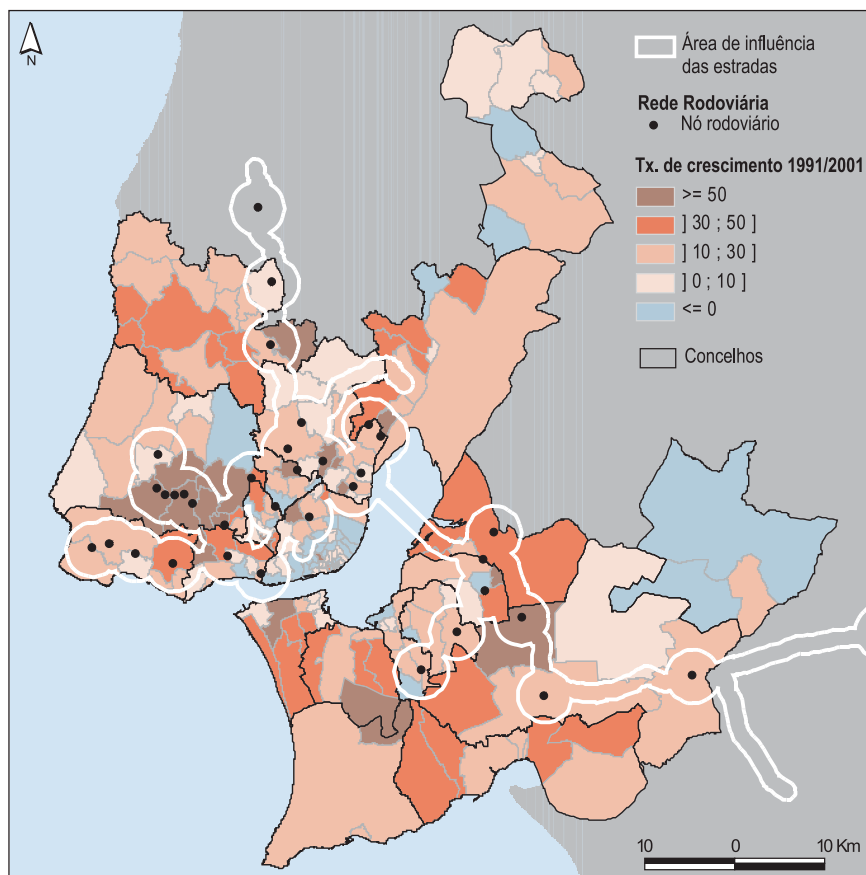 N
Área de influência
das estradas
Rede Rodoviária
Nó rodoviário
Tx. de crescimento 1991/2001
>= 50
] 30 ; 50 ]
] 10 ; 30 ]
] 0 ; 10 ]
<= 0
Concelhos
10 0 10 Km